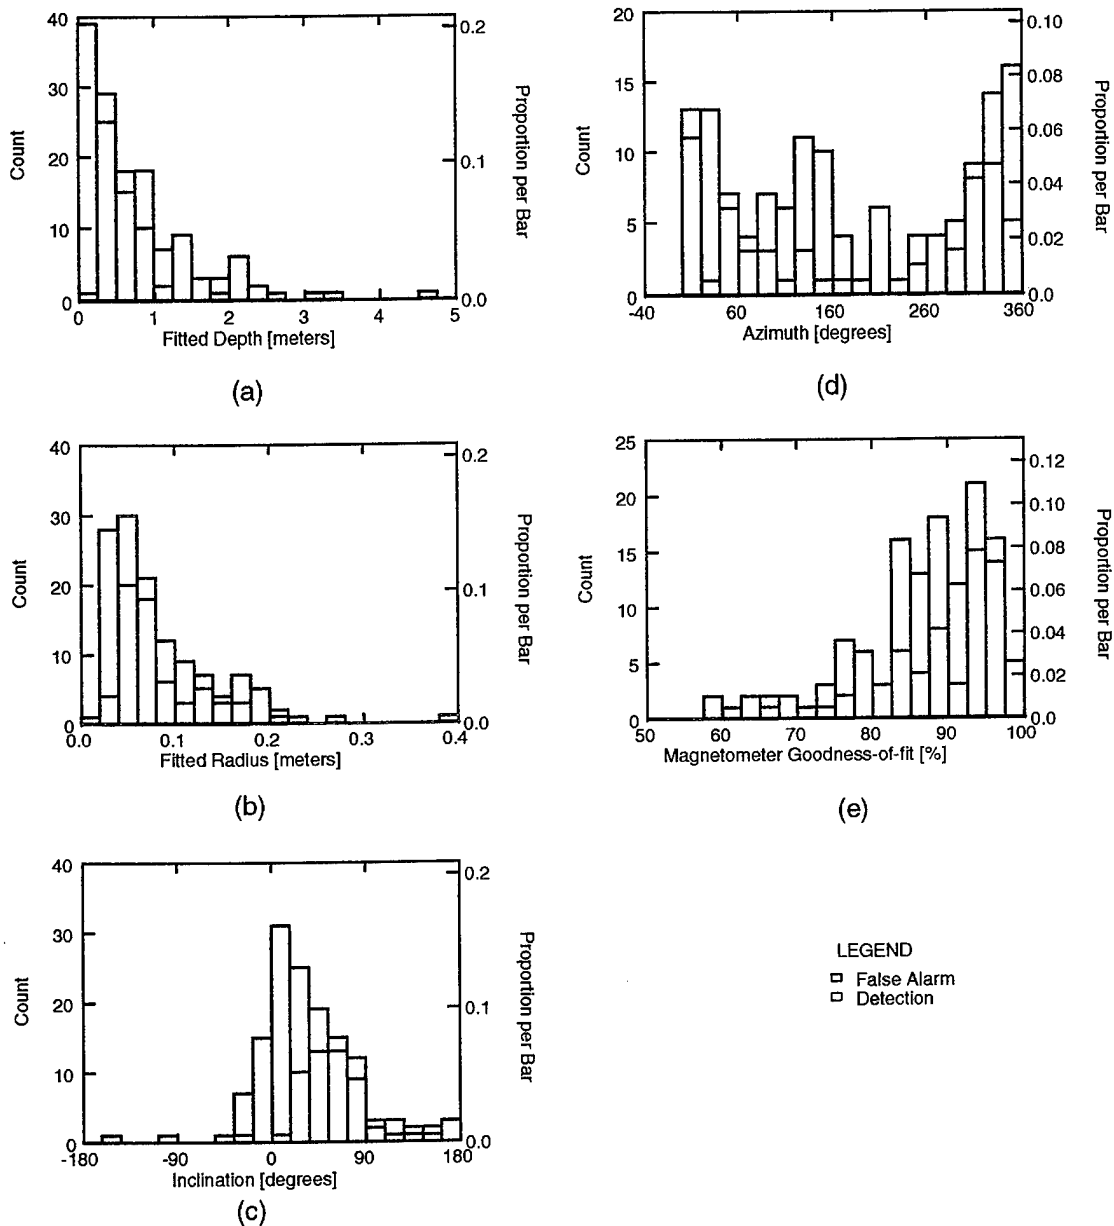 40
30
20
10
0
Count
0.2
0.1
0.0
Proportion per Bar
0 1 2 3 4 5
Fitted Depth [meters]
(a)
20
15
10
5
0
Count
0.10
0.08
0.06
0.04
0.02
0.0
Proportion per Bar
-40 60 160 260 360
Azimuth [degrees]
(d)
40
30
20
10
0
Count
0.2
0.1
0.0
Proportion per Bar
0.0 0.1 0.2 0.3 0.4
Fitted Radius [meters]
(b)
25
20
15
10
5
0
Count
0.12
0.10
0.08
0.06
0.04
0.02
0.0
Proportion per Bar
50 60 70 80 90 100
Magnetometer Goodness-of-fit [%]
(e)
40
30
20
10
0
Count
0.2
0.1
0.0
Proportion per Bar
-180 -90 0 90 180
Inclination [degrees]
(c)
LEGEND
False Alarm
Detection